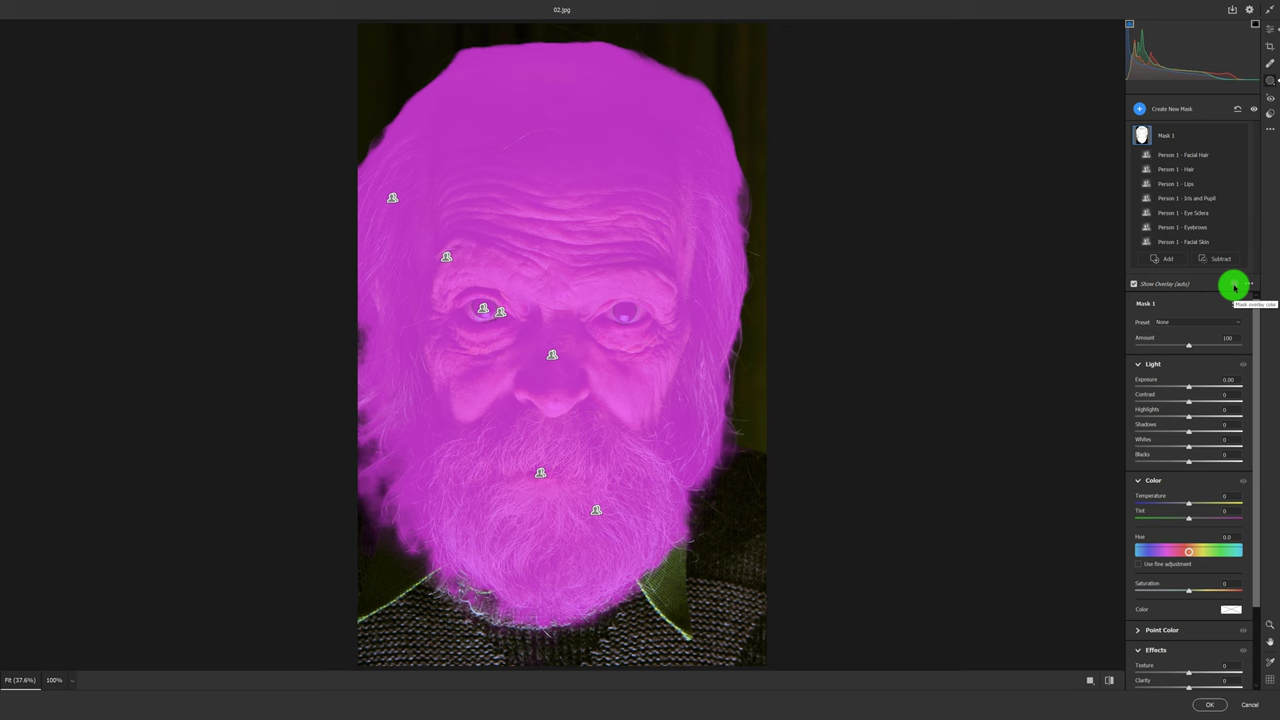 02.jpg
Create New Mask
Mask 1
Person 1 - Facial Hair
Person 1 - Hair
Person 1 - Lips
Person 1 - Iris and Pupil
Person 1 - Eye Sclera
Person 1 - Eyebrows
Person 1 - Facial Skin
Add Subtract
Show Overlay (auto)
Mask overlay color
Mask 1
Preset None
Amount 100
Light
Exposure 0.00
Contrast 0
Highlights 0
Shadows 0
Whites 0
Blacks 0
Color
Temperature 0
Tint 0
Hue 0.0
Use fine adjustment
Saturation 0
Color
Point Color
Effects
Texture 0
Clarity 0
Fit (37.6%) 100%
OK Cancel